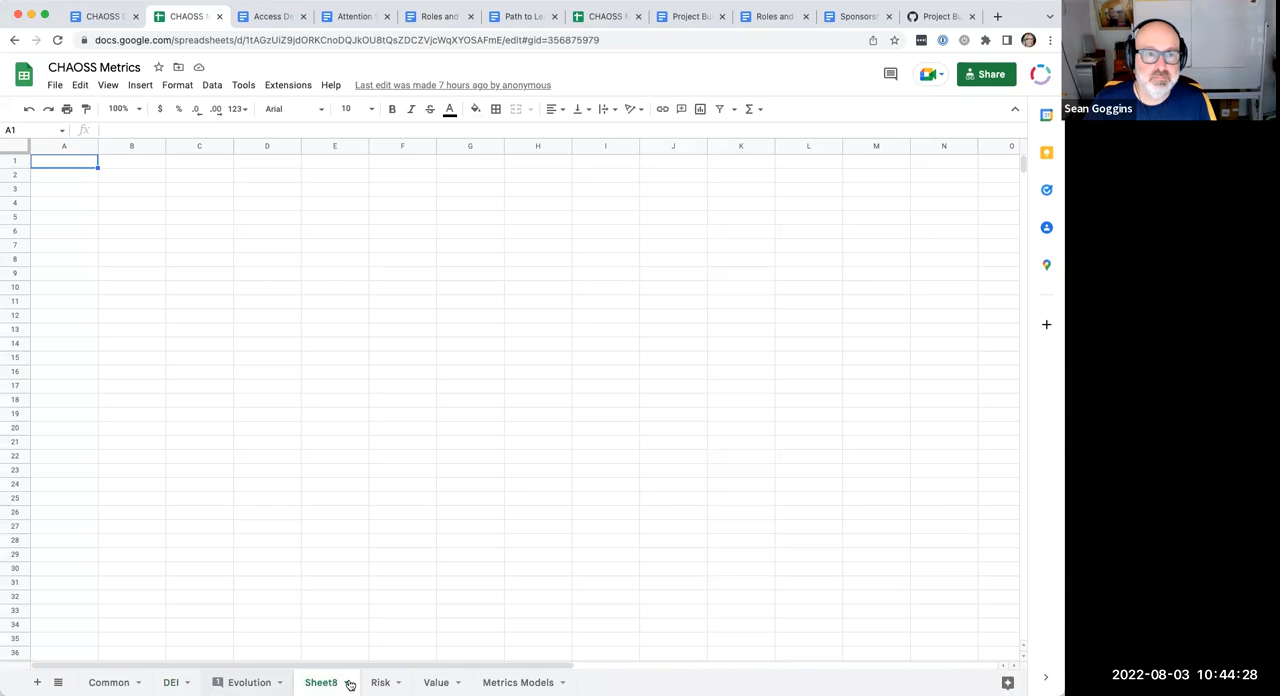 CHAOSS D
CHAOSS M
Access De
Attention
Roles and
Path to Le
CHAOSS M
Project Bu
Roles and
Sponsorsh
Project Bu
docs.google.com/spreadsheets/d/1tAGzUiZ9jdORKCnoDQJkOU8tQsZDCZVjcWqXYOSAFmE/edit#gid=356875979
CHAOSS Metrics
File Edit View Insert Format Data Tools Extensions Help Last edit was made 7 hours ago by anonymous
Share
Sean Goggins
100% $ % .0 .00 123 Arial 10 B I S A
A1 fx
A B C D E F G H I J K L M N O
1
2
3
4
5
6
7
8
9
10
11
12
13
14
15
16
17
18
19
20
21
22
23
24
25
26
27
28
29
30
31
32
33
34
35
36
Common DEI 1 Evolution Sheet8 Risk Value Metrics Models
2022-08-03 10:44:28